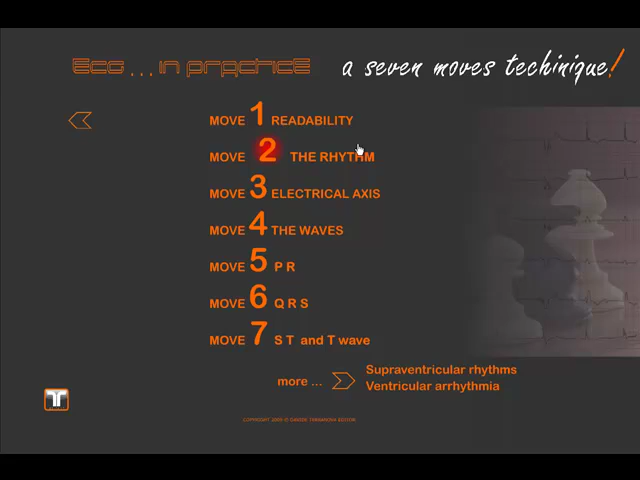 ECG ... in practice
a seven moves techinique!
MOVE 1 READABILITY
MOVE 2 THE RHYTHM
MOVE 3 ELECTRICAL AXIS
MOVE 4 THE WAVES
MOVE 5 P R
MOVE 6 Q R S
MOVE 7 S T and T wave
more ...
Supraventricular rhythms
Ventricular arrhythmia